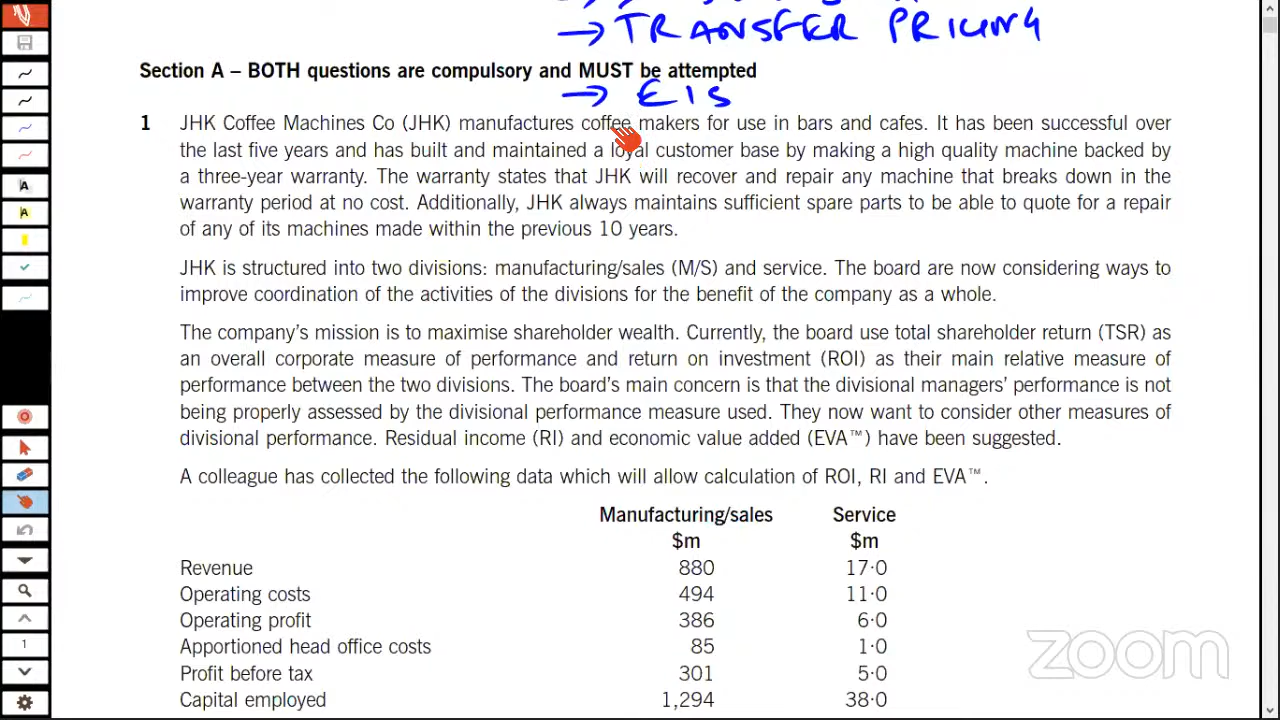 → TRANSFER PRICING
Section A – BOTH questions are compulsory and MUST be attempted
→ EIS
1 JHK Coffee Machines Co (JHK) manufactures coffee makers for use in bars and cafes. It has been successful over
the last five years and has built and maintained a loyal customer base by making a high quality machine backed by
a three-year warranty. The warranty states that JHK will recover and repair any machine that breaks down in the
warranty period at no cost. Additionally, JHK always maintains sufficient spare parts to be able to quote for a repair
of any of its machines made within the previous 10 years.
JHK is structured into two divisions: manufacturing/sales (M/S) and service. The board are now considering ways to
improve coordination of the activities of the divisions for the benefit of the company as a whole.
The company's mission is to maximise shareholder wealth. Currently, the board use total shareholder return (TSR) as
an overall corporate measure of performance and return on investment (ROI) as their main relative measure of
performance between the two divisions. The board's main concern is that the divisional managers' performance is not
being properly assessed by the divisional performance measure used. They now want to consider other measures of
divisional performance. Residual income (RI) and economic value added (EVA™) have been suggested.
A colleague has collected the following data which will allow calculation of ROI, RI and EVA™.
Manufacturing/sales Service
$m $m
Revenue 880 17·0
Operating costs 494 11·0
Operating profit 386 6·0
Apportioned head office costs 85 1·0
Profit before tax 301 5·0
Capital employed 1,294 38·0
zoom
A
A
1